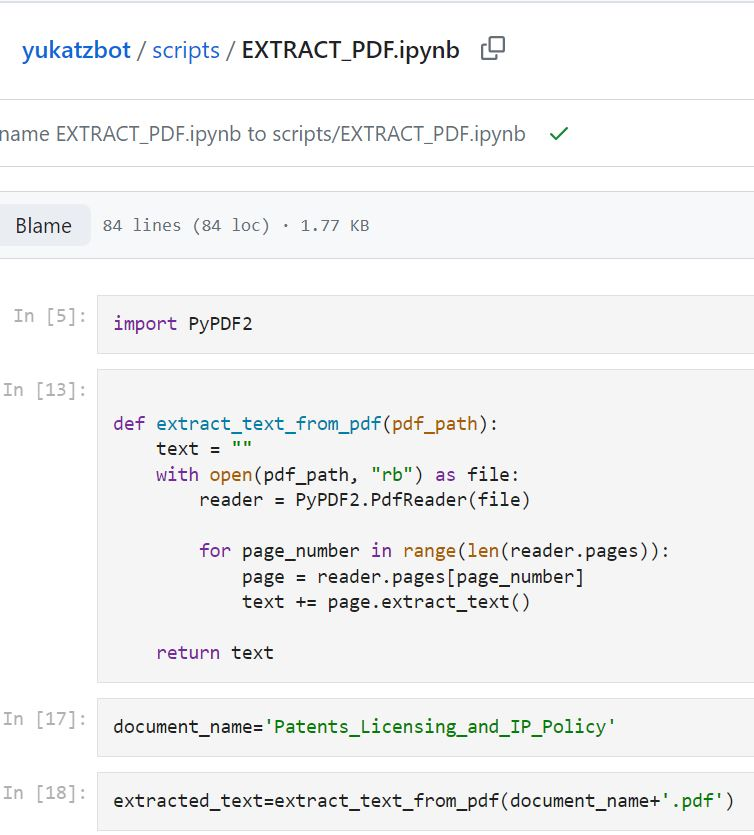 yukatzbot / scripts / EXTRACT_PDF.ipynb
name EXTRACT_PDF.ipynb to scripts/EXTRACT_PDF.ipynb
Blame 84 lines (84 loc) · 1.77 KB
In [5]: import PyPDF2
In [13]:
def extract_text_from_pdf(pdf_path):
    text = ""
    with open(pdf_path, "rb") as file:
        reader = PyPDF2.PdfReader(file)
        for page_number in range(len(reader.pages)):
            page = reader.pages[page_number]
            text += page.extract_text()
    return text
In [17]: document_name='Patents_Licensing_and_IP_Policy'
In [18]: extracted_text=extract_text_from_pdf(document_name+'.pdf')